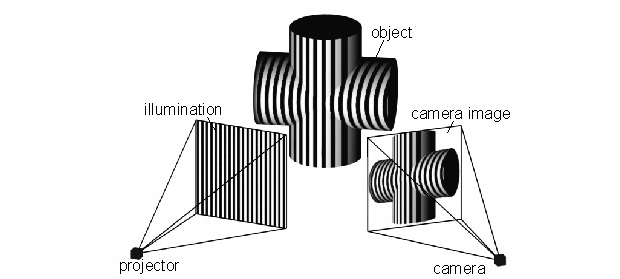 object
illumination
camera image
projector
camera